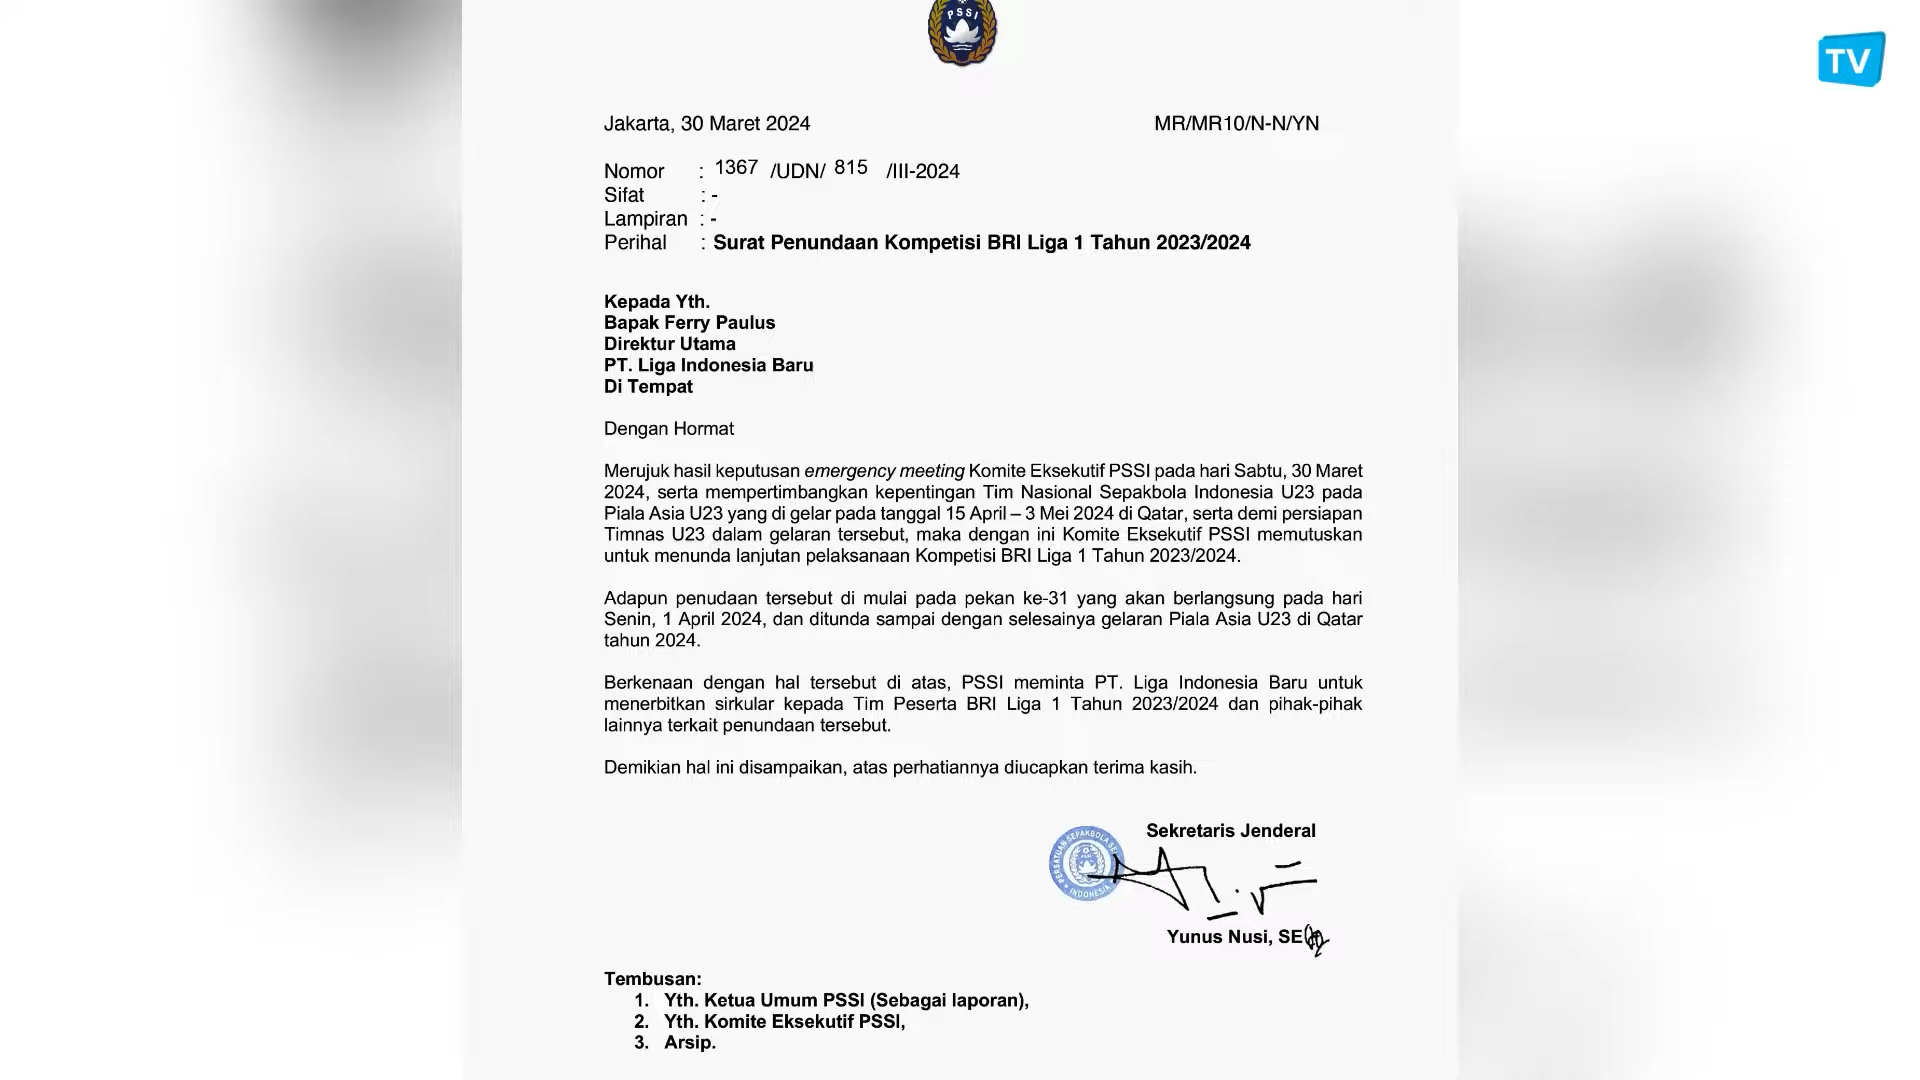 PSSI
TV
Jakarta, 30 Maret 2024 MR/MR10/N-N/YN
Nomor : 1367 /UDN/ 815 /III-2024
Sifat : -
Lampiran : -
Perihal : Surat Penundaan Kompetisi BRI Liga 1 Tahun 2023/2024
Kepada Yth.
Bapak Ferry Paulus
Direktur Utama
PT. Liga Indonesia Baru
Di Tempat
Dengan Hormat
Merujuk hasil keputusan emergency meeting Komite Eksekutif PSSI pada hari Sabtu, 30 Maret
2024, serta mempertimbangkan kepentingan Tim Nasional Sepakbola Indonesia U23 pada
Piala Asia U23 yang di gelar pada tanggal 15 April – 3 Mei 2024 di Qatar, serta demi persiapan
Timnas U23 dalam gelaran tersebut, maka dengan ini Komite Eksekutif PSSI memutuskan
untuk menunda lanjutan pelaksanaan Kompetisi BRI Liga 1 Tahun 2023/2024.
Adapun penudaan tersebut di mulai pada pekan ke-31 yang akan berlangsung pada hari
Senin, 1 April 2024, dan ditunda sampai dengan selesainya gelaran Piala Asia U23 di Qatar
tahun 2024.
Berkenaan dengan hal tersebut di atas, PSSI meminta PT. Liga Indonesia Baru untuk
menerbitkan sirkular kepada Tim Peserta BRI Liga 1 Tahun 2023/2024 dan pihak-pihak
lainnya terkait penundaan tersebut.
Demikian hal ini disampaikan, atas perhatiannya diucapkan terima kasih.
Sekretaris Jenderal
PERSATUAN SEPAKBOLA
INDONESIA
Yunus Nusi, SE
Tembusan:
1. Yth. Ketua Umum PSSI (Sebagai laporan),
2. Yth. Komite Eksekutif PSSI,
3. Arsip.